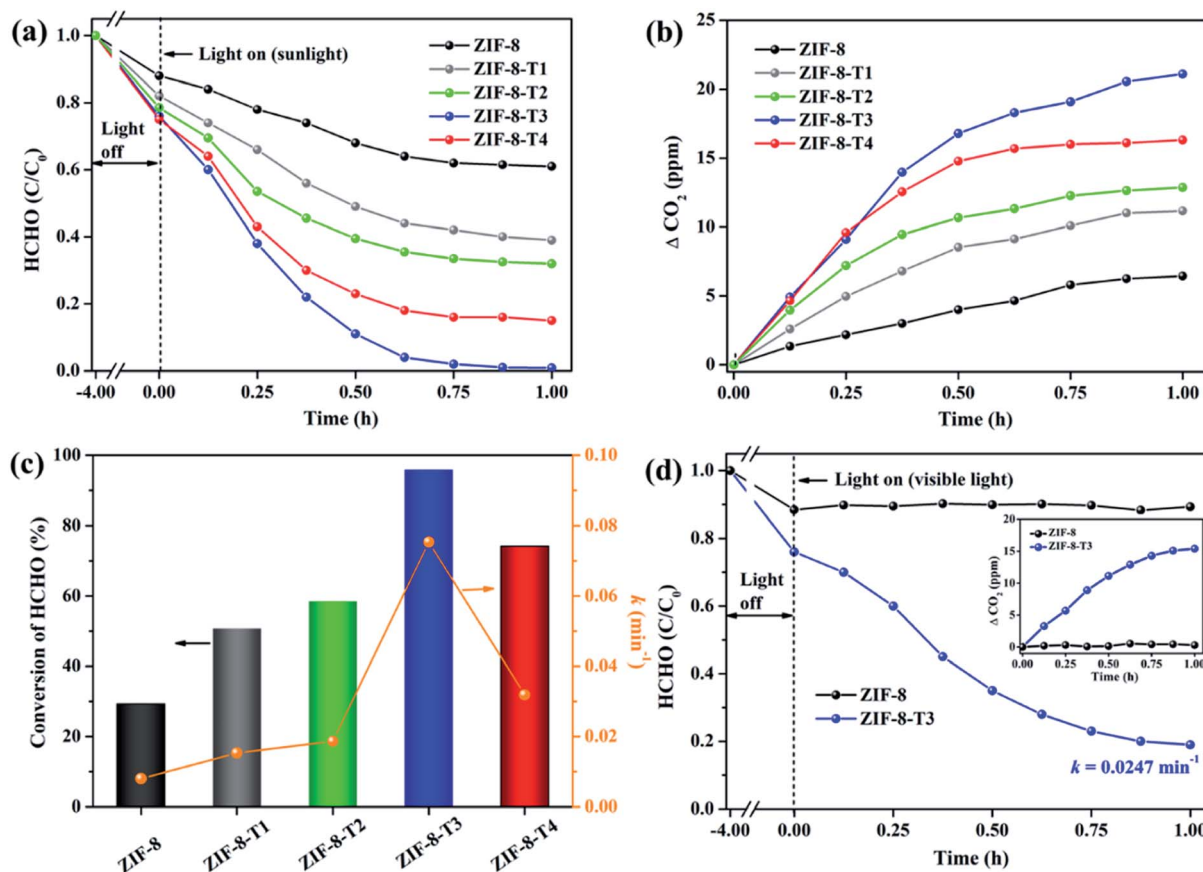 (a)
1.0
0.8
0.6
0.4
0.2
0.0
HCHO (C/C₀)
Light on (sunlight)
Light
off
ZIF-8
ZIF-8-T1
ZIF-8-T2
ZIF-8-T3
ZIF-8-T4
-4.00 0.00 0.25 0.50 0.75 1.00
Time (h)
(b)
25
20
15
10
5
0
Δ CO₂ (ppm)
ZIF-8
ZIF-8-T1
ZIF-8-T2
ZIF-8-T3
ZIF-8-T4
0.00 0.25 0.50 0.75 1.00
Time (h)
(c)
100
80
60
40
20
0
Conversion of HCHO (%)
0.10
0.08
0.06
0.04
0.02
0.00
k (min⁻¹)
ZIF-8 ZIF-8-T1 ZIF-8-T2 ZIF-8-T3 ZIF-8-T4
(d)
1.0
0.8
0.6
0.4
0.2
0.0
HCHO (C/C₀)
Light on (visible light)
Light
off
ZIF-8
ZIF-8-T3
k = 0.0247 min⁻¹
-4.00 0.00 0.25 0.50 0.75 1.00
Time (h)
20
15
10
5
0
Δ CO₂ (ppm)
ZIF-8
ZIF-8-T3
0.00 0.25 0.50 0.75 1.00
Time (h)